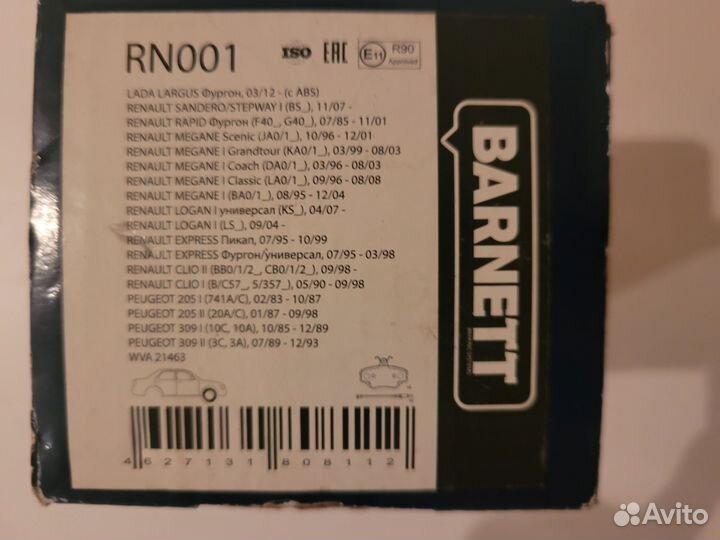 RN001
ISO EAC E11 R90
Approved
LADA LARGUS Фургон, 03/12 - (с ABS)
RENAULT SANDERO/STEPWAY I (BS_), 11/07 -
RENAULT RAPID Фургон (F40_, G40_), 07/85 - 11/01
RENAULT MEGANE Scenic (JA0/1_), 10/96 - 12/01
RENAULT MEGANE I Grandtour (KA0/1_), 03/99 - 08/03
RENAULT MEGANE I Coach (DA0/1_), 03/96 - 08/03
RENAULT MEGANE I Classic (LA0/1_), 09/96 - 08/08
RENAULT MEGANE I (BA0/1_), 08/95 - 12/04
RENAULT LOGAN I универсал (KS_), 04/07 -
RENAULT LOGAN I (LS_), 09/04 -
RENAULT EXPRESS Пикап, 07/95 - 10/99
RENAULT EXPRESS Фургон/универсал, 07/95 - 03/98
RENAULT CLIO II (BB0/1/2_, CB0/1/2_), 09/98 -
RENAULT CLIO I (B/C57_, 5/357_), 05/90 - 09/98
PEUGEOT 205 I (741A/C), 02/83 - 10/87
PEUGEOT 205 II (20A/C), 01/87 - 09/98
PEUGEOT 309 I (10C, 10A), 10/85 - 12/89
PEUGEOT 309 II (3C, 3A), 07/89 - 12/93
WVA 21463
4627131808112
BARNETT
Avito